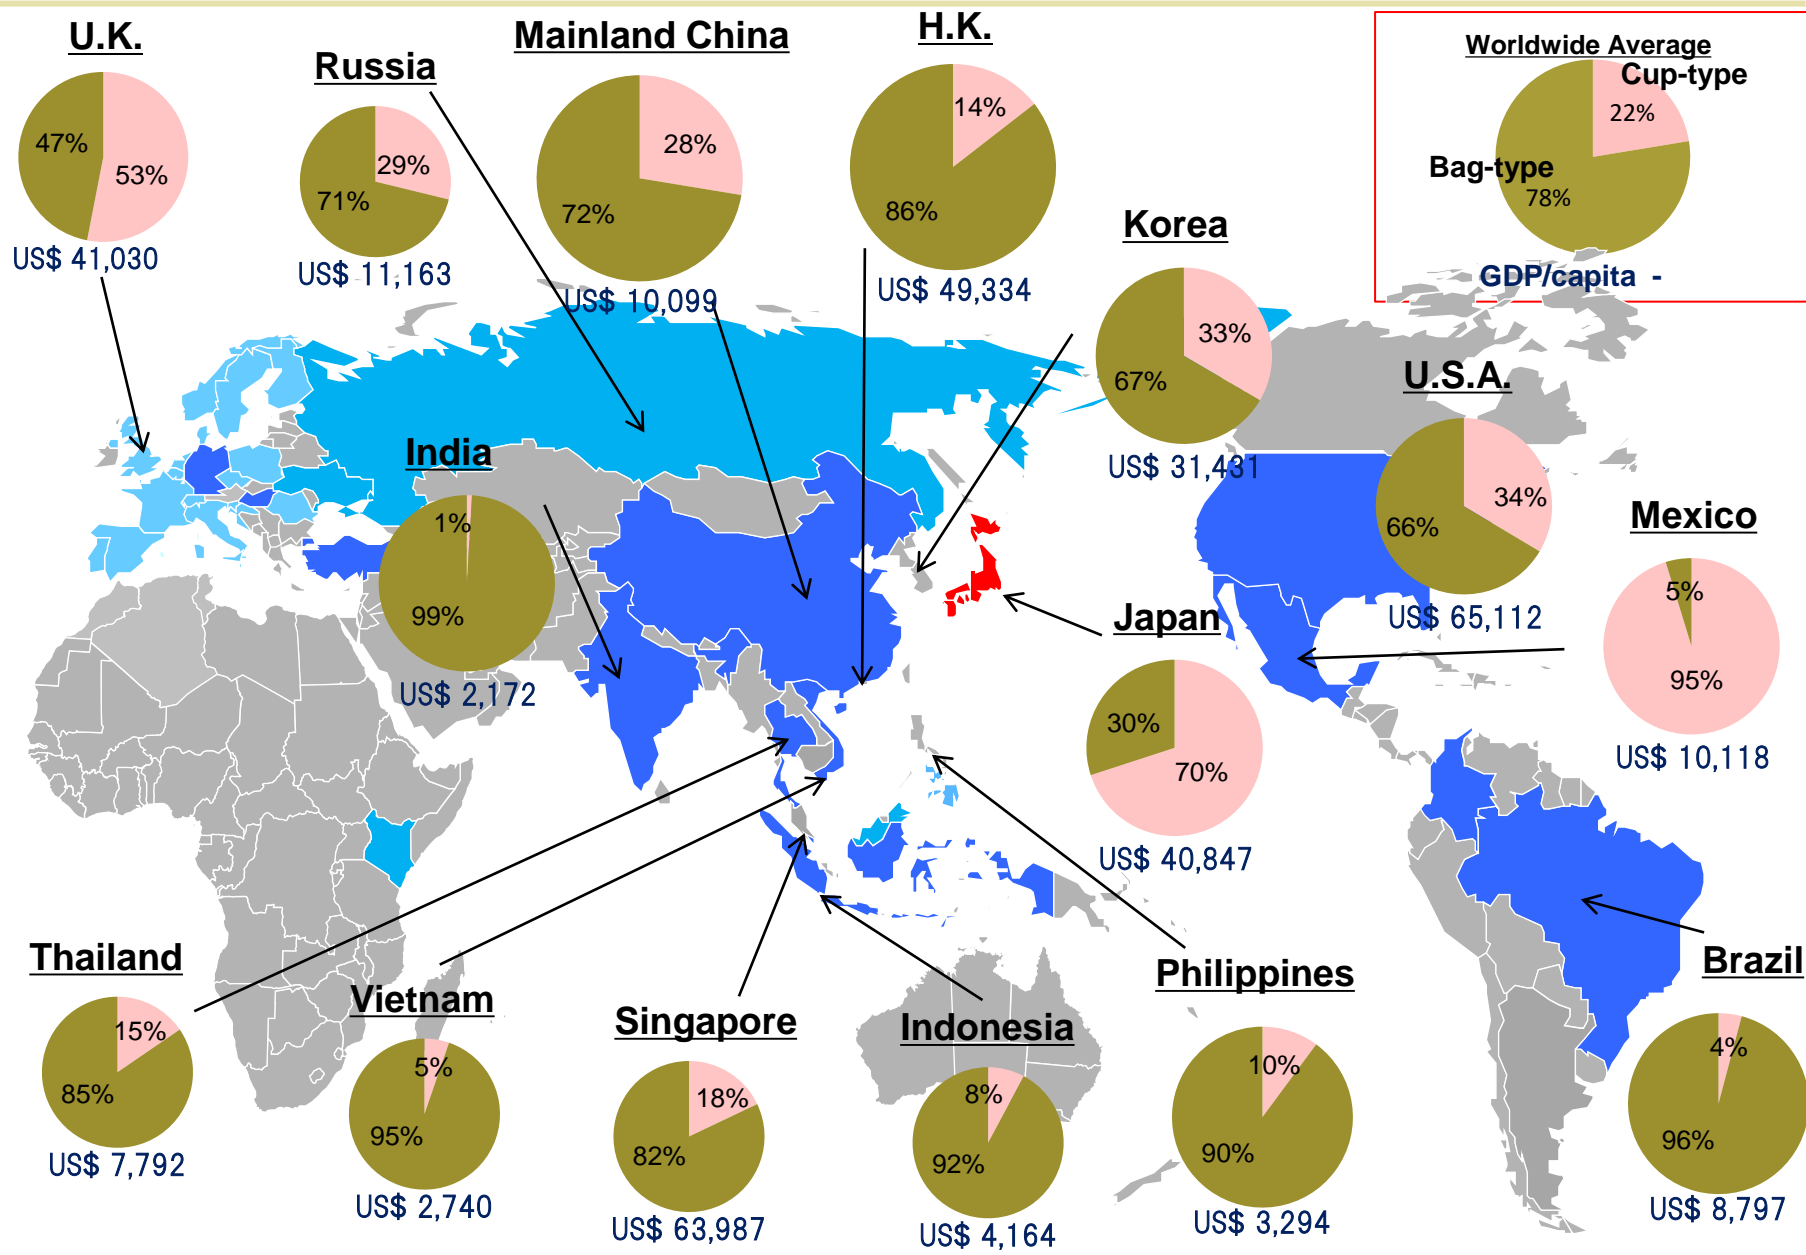 U.K.
47%
53%
US$ 41,030
Russia
29%
71%
US$ 11,163
Mainland China
28%
72%
US$ 10,099
H.K.
14%
86%
US$ 49,334
Worldwide Average
Cup-type
22%
Bag-type
78%
GDP/capita -
Korea
33%
67%
US$ 31,431
U.S.A.
34%
66%
US$ 65,112
India
1%
99%
US$ 2,172
Mexico
5%
95%
US$ 10,118
Japan
30%
70%
US$ 40,847
Thailand
15%
85%
US$ 7,792
Vietnam
5%
95%
US$ 2,740
Singapore
18%
82%
US$ 63,987
Indonesia
8%
92%
US$ 4,164
Philippines
10%
90%
US$ 3,294
Brazil
4%
96%
US$ 8,797